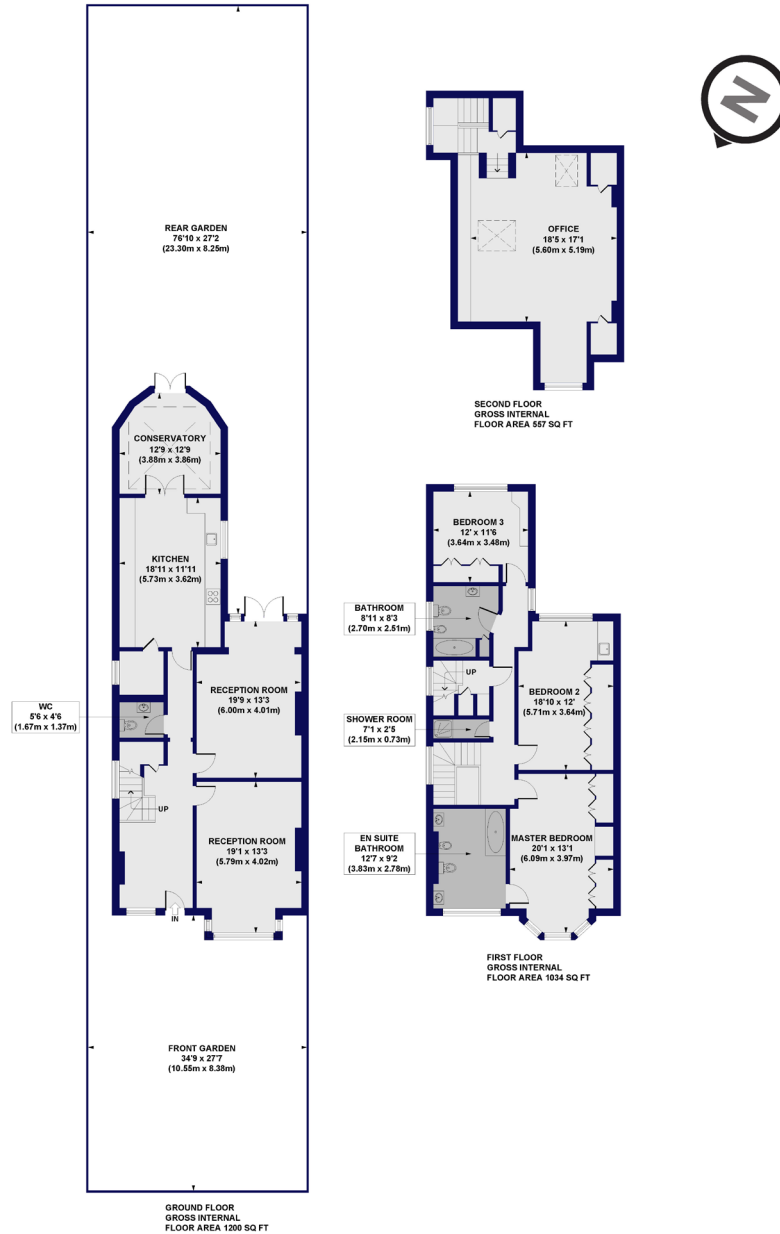 N
REAR GARDEN
76'10 x 27'2
(23.30m x 8.25m)
CONSERVATORY
12'9 x 12'9
(3.88m x 3.86m)
KITCHEN
18'11 x 11'11
(5.73m x 3.62m)
WC
5'6 x 4'6
(1.67m x 1.37m)
RECEPTION ROOM
19'9 x 13'3
(6.00m x 4.01m)
UP
RECEPTION ROOM
19'1 x 13'3
(5.79m x 4.02m)
IN
FRONT GARDEN
34'9 x 27'7
(10.55m x 8.38m)
GROUND FLOOR
GROSS INTERNAL
FLOOR AREA 1200 SQ FT
OFFICE
18'5 x 17'1
(5.60m x 5.19m)
SECOND FLOOR
GROSS INTERNAL
FLOOR AREA 557 SQ FT
BEDROOM 3
12' x 11'6
(3.64m x 3.48m)
BATHROOM
8'11 x 8'3
(2.70m x 2.51m)
UP
BEDROOM 2
18'10 x 12'
(5.71m x 3.64m)
SHOWER ROOM
7'1 x 2'5
(2.15m x 0.73m)
EN SUITE
BATHROOM
12'7 x 9'2
(3.83m x 2.78m)
MASTER BEDROOM
20'1 x 13'1
(6.09m x 3.97m)
FIRST FLOOR
GROSS INTERNAL
FLOOR AREA 1034 SQ FT